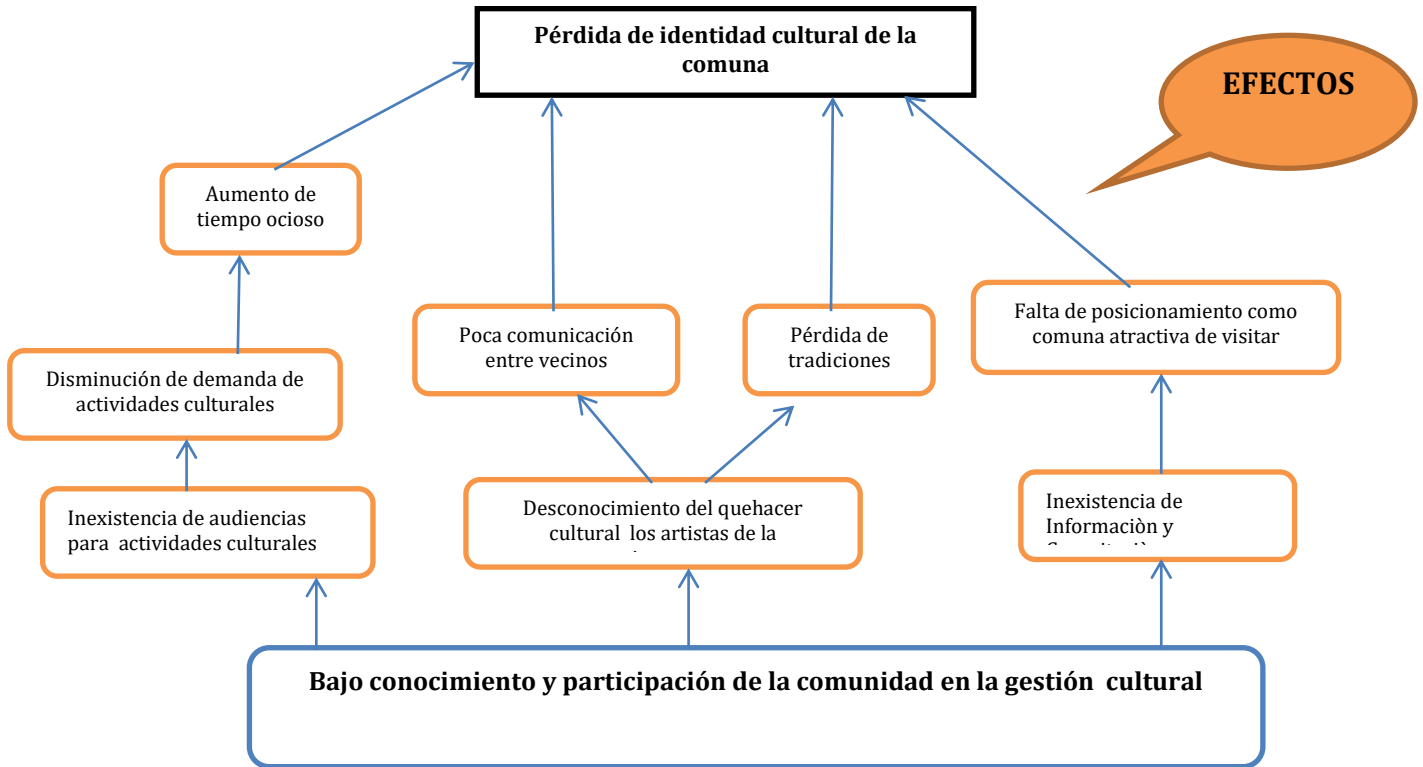 Pérdida de identidad cultural de la
comuna
EFECTOS
Aumento de
tiempo ocioso
Poca comunicación
entre vecinos
Pérdida de
tradiciones
Falta de posicionamiento como
comuna atractiva de visitar
Disminución de demanda de
actividades culturales
Inexistencia de audiencias
para actividades culturales
Desconocimiento del quehacer
cultural los artistas de la
Inexistencia de
Informaciòn y
Bajo conocimiento y participación de la comunidad en la gestión cultural